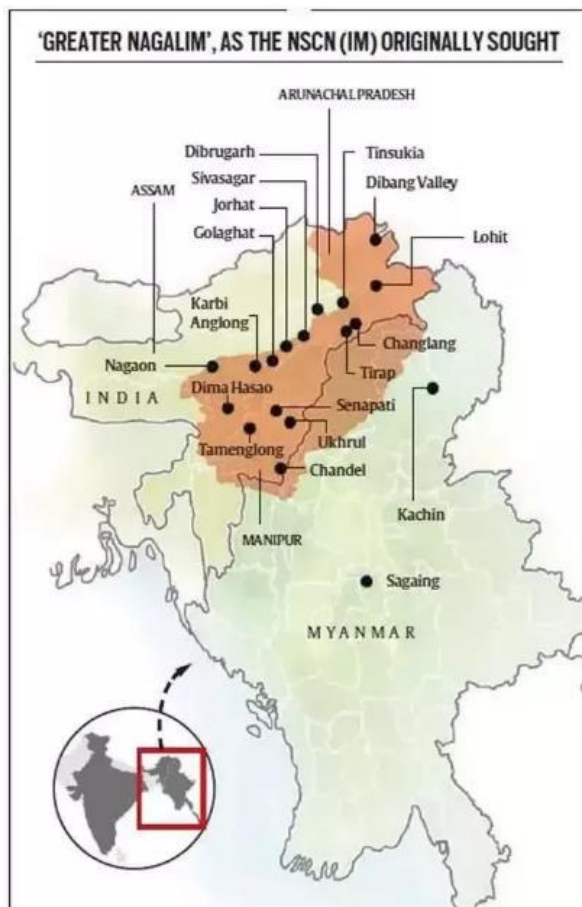 'GREATER NAGALIM', AS THE NSCN (IM) ORIGINALLY SOUGHT
ARUNACHAL PRADESH
Dibrugarh
Tinsukia
Sivasagar
Dibang Valley
ASSAM
Jorhat
Golaghat
Lohit
Karbi
Anglong
Changlang
Nagaon
Tirap
Dima Hasao
INDIA
Senapati
Ukhrul
Tamenglong
Chandel
Kachin
MANIPUR
Sagaing
MYANMAR